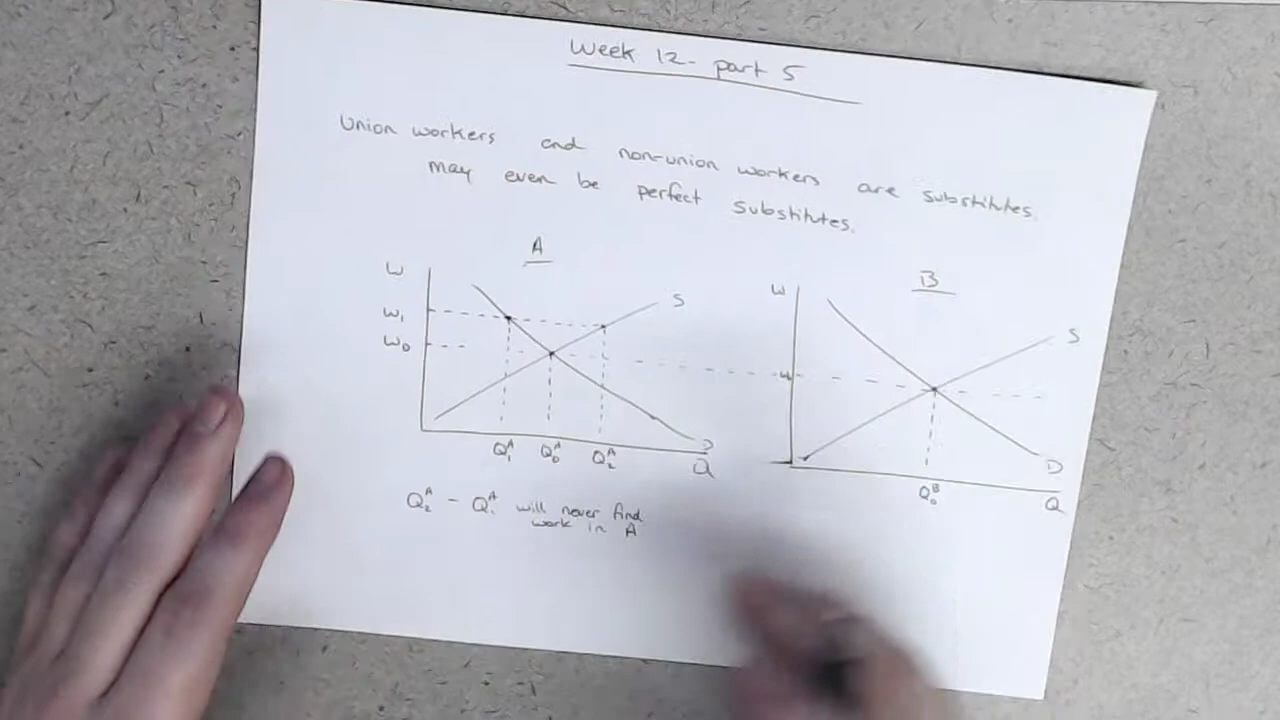 Week 12 - part 5
Union workers and non-union workers are substitutes.
may even be perfect substitutes.
A
B
W
S
W₁
W₀
D
Q₁ᴬ Q₀ᴬ Q₂ᴬ
Q
W
S
D
Q₀ᴮ
Q
Q₂ᴬ - Q₁ᴬ will never find
work in A